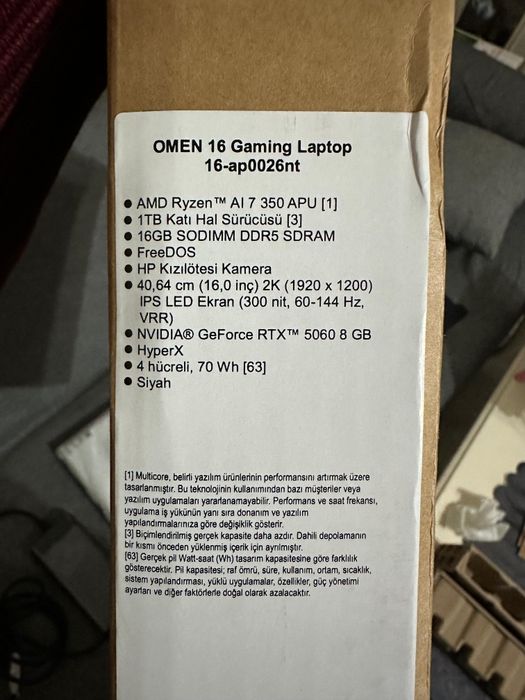 OMEN 16 Gaming Laptop
16-ap0026nt
● AMD Ryzen™ AI 7 350 APU [1]
● 1TB Katı Hal Sürücüsü [3]
● 16GB SODIMM DDR5 SDRAM
● FreeDOS
● HP Kızılötesi Kamera
● 40,64 cm (16,0 inç) 2K (1920 x 1200)
IPS LED Ekran (300 nit, 60-144 Hz,
VRR)
● NVIDIA® GeForce RTX™ 5060 8 GB
● HyperX
● 4 hücreli, 70 Wh [63]
● Siyah
[1] Multicore, belirli yazılım ürünlerinin performansını artırmak üzere
tasarlanmıştır. Bu teknolojinin kullanımından bazı müşteriler veya
yazılım uygulamaları yararlanamayabilir. Performans ve saat frekansı,
uygulama iş yükünün yanı sıra donanım ve yazılım
yapılandırmalarınıza göre değişiklik gösterir.
[3] Biçimlendirilmiş gerçek kapasite daha azdır. Dahili depolamanın
bir kısmı önceden yüklenmiş içerik için ayrılmıştır.
[63] Gerçek pil Watt-saat (Wh) tasarım kapasitesine göre farklılık
gösterecektir. Pil kapasitesi; raf ömrü, süre, kullanım, ortam, sıcaklık,
sistem yapılandırması, yüklü uygulamalar, özellikler, güç yönetimi
ayarları ve diğer faktörlerle doğal olarak azalacaktır.